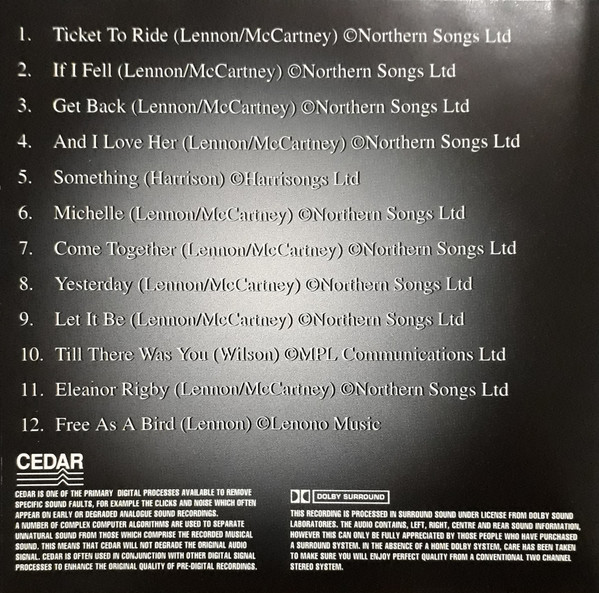 1. Ticket To Ride (Lennon/McCartney) ©Northern Songs Ltd
2. If I Fell (Lennon/McCartney) ©Northern Songs Ltd
3. Get Back (Lennon/McCartney) ©Northern Songs Ltd
4. And I Love Her (Lennon/McCartney) ©Northern Songs Ltd
5. Something (Harrison) ©Harrisongs Ltd
6. Michelle (Lennon/McCartney) ©Northern Songs Ltd
7. Come Together (Lennon/McCartney) ©Northern Songs Ltd
8. Yesterday (Lennon/McCartney) ©Northern Songs Ltd
9. Let It Be (Lennon/McCartney) ©Northern Songs Ltd
10. Till There Was You (Wilson) ©MPL Communications Ltd
11. Eleanor Rigby (Lennon/McCartney) ©Northern Songs Ltd
12. Free As A Bird (Lennon) ©Lenono Music
CEDAR
CEDAR IS ONE OF THE PRIMARY DIGITAL PROCESSES AVAILABLE TO REMOVE
SPECIFIC SOUND FAULTS, FOR EXAMPLE THE CLICKS AND NOISE WHICH OFTEN
APPEAR ON EARLY OR DEGRADED ANALOGUE SOUND RECORDINGS.
A NUMBER OF COMPLEX COMPUTER ALGORITHMS ARE USED TO SEPARATE
UNNATURAL SOUND FROM THOSE WHICH COMPRISE THE RECORDED MUSICAL
SOUND. THIS MEANS THAT CEDAR WILL NOT DEGRADE THE ORIGINAL AUDIO
SIGNAL. CEDAR IS OFTEN USED IN CONJUNCTION WITH OTHER DIGITAL SIGNAL
PROCESSES TO ENHANCE THE ORIGINAL QUALITY OF PRE-DIGITAL RECORDINGS.
DOLBY SURROUND
THIS RECORDING IS PROCESSED IN SURROUND SOUND UNDER LICENSE FROM DOLBY SOUND
LABORATORIES. THE AUDIO CONTAINS, LEFT, RIGHT, CENTRE AND REAR SOUND INFORMATION,
HOWEVER THIS CAN ONLY BE FULLY APPRECIATED BY THOSE PEOPLE WHO HAVE PURCHASED
A SURROUND SYSTEM. IN THE ABSENCE OF A HOME DOLBY SYSTEM, CARE HAS BEEN TAKEN
TO MAKE SURE YOU WILL ENJOY PERFECT QUALITY FROM A CONVENTIONAL TWO CHANNEL
STEREO SYSTEM.